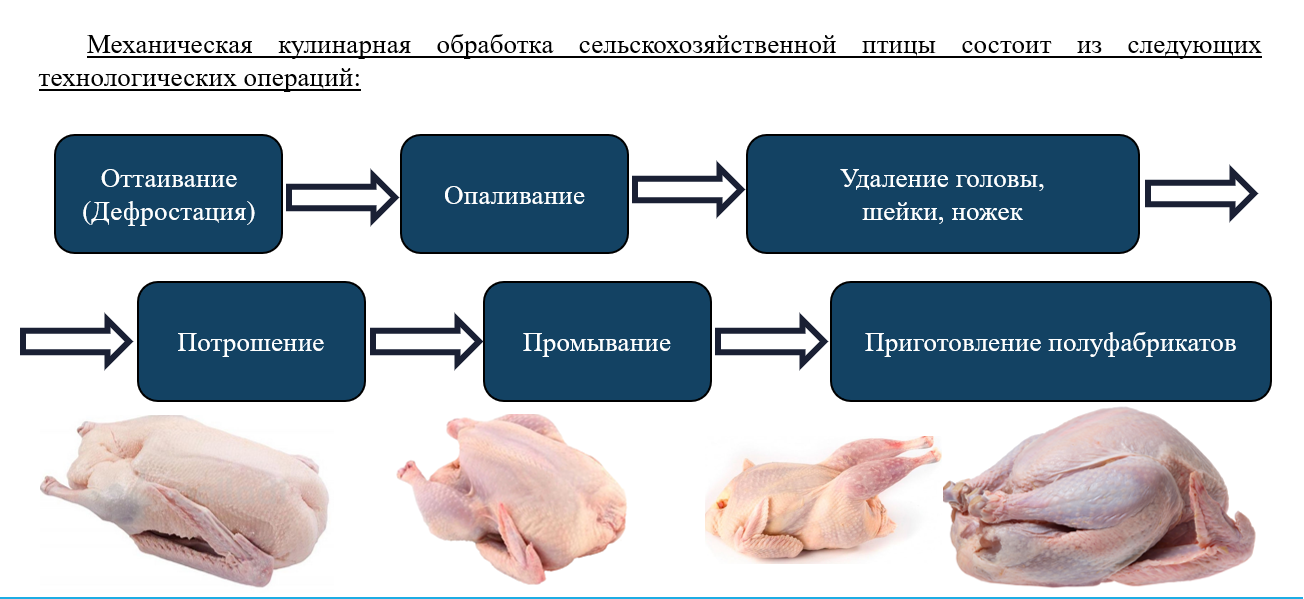 Механическая кулинарная обработка сельскохозяйственной птицы состоит из следующих
технологических операций:
Оттаивание
(Дефростация)
Опаливание
Удаление головы,
шейки, ножек
Потрошение
Промывание
Приготовление полуфабрикатов